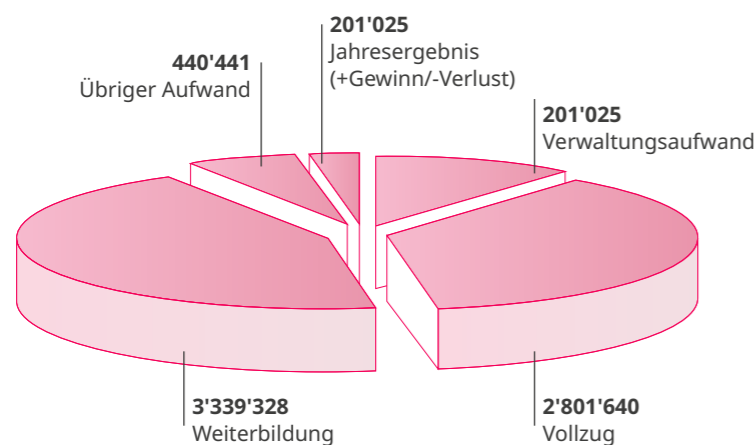 201'025
Jahresergebnis
(+Gewinn/-Verlust)
440'441
Übriger Aufwand
201'025
Verwaltungsaufwand
3'339'328
Weiterbildung
2'801'640
Vollzug